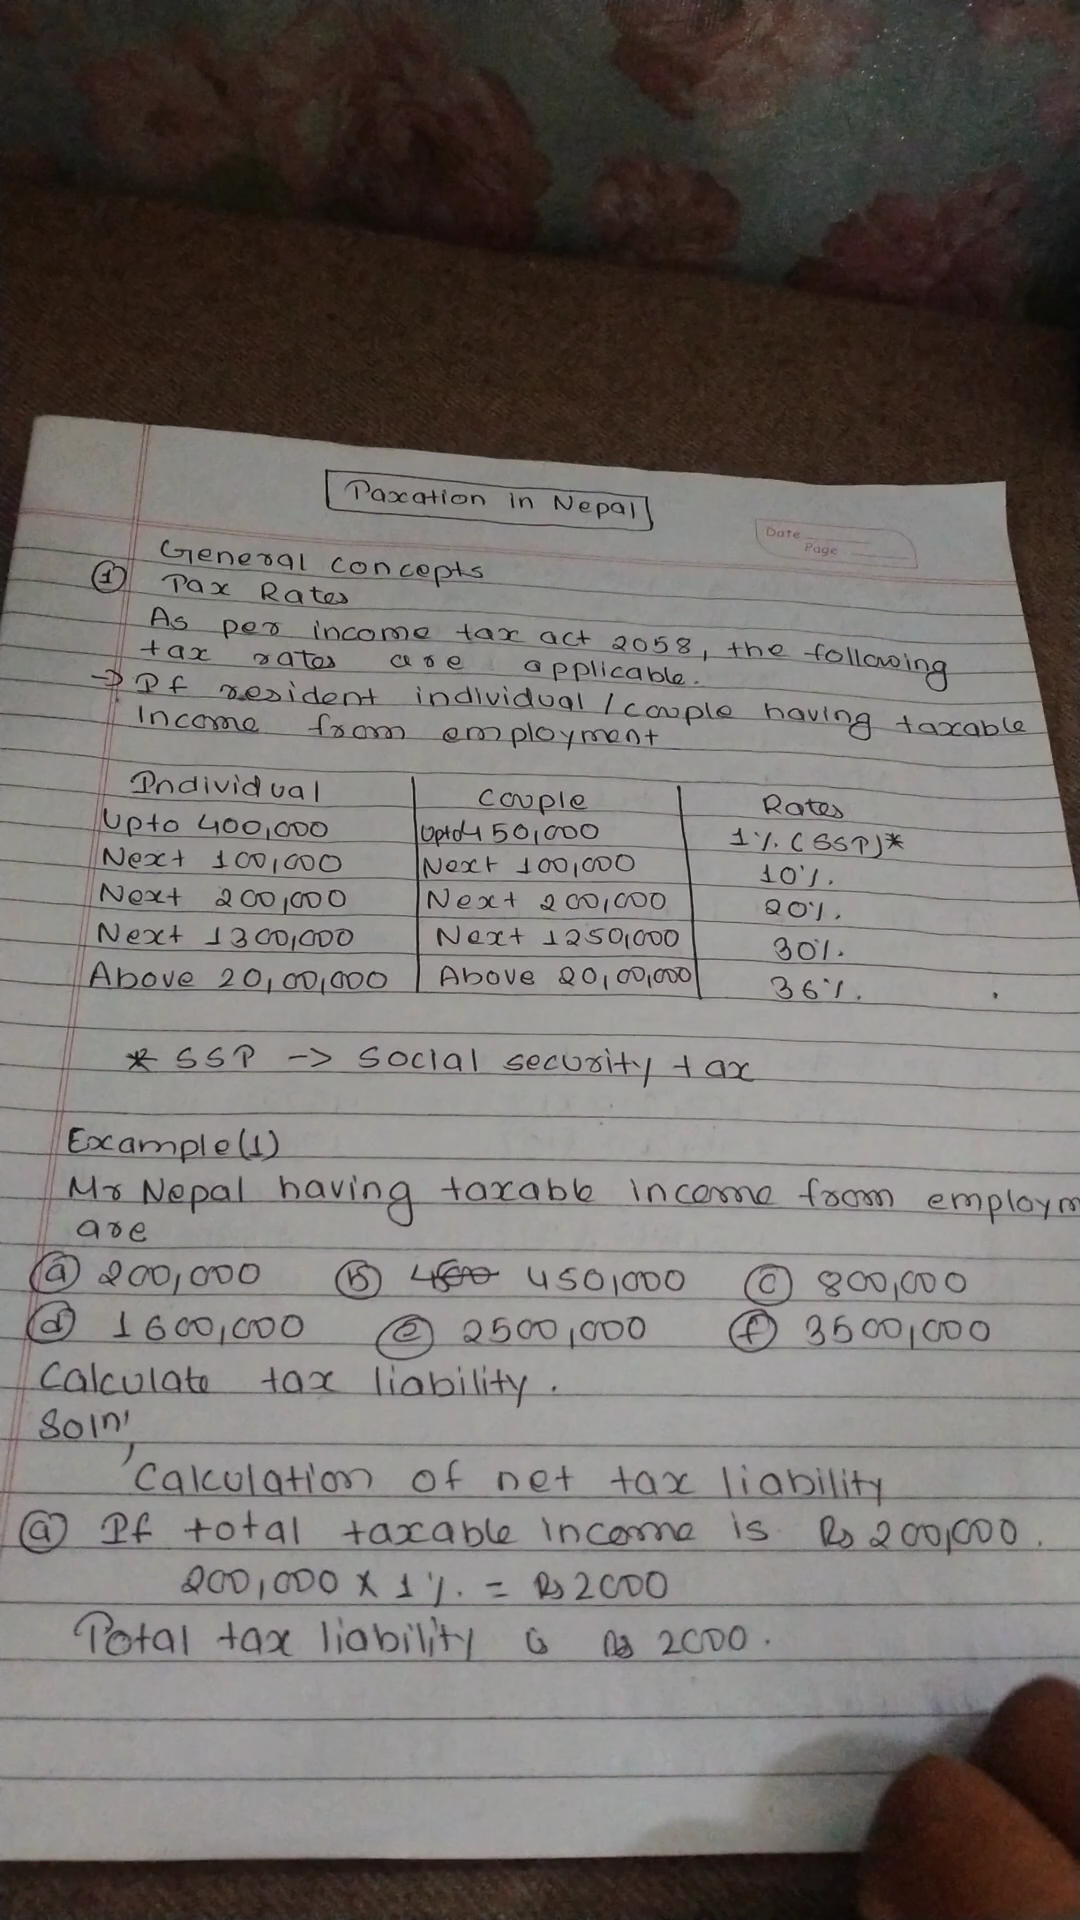 Taxation in Nepal
Date
Page
General concepts
① Tax Rates
As per income tax act 2058, the following
tax rates are applicable.
→ If resident individual / couple having taxable
Income from employment
Individual | couple | Rates
Upto 400,000 | Upto 450,000 | 1% (SST)*
Next 100,000 | Next 100,000 | 10%.
Next 200,000 | Next 200,000 | 20%.
Next 1300,000 | Next 1250,000 | 30%.
Above 20,00,000 | Above 20,00,000 | 36%.
* SST -> Social security tax
Example (1)
Mr Nepal having taxable income from employm
are
ⓐ 200,000 ⓑ 450,000 ⓒ 800,000
ⓓ 1600,000 ⓔ 2500,000 ⓕ 3500,000
Calculate tax liability.
Soln,
Calculation of net tax liability
ⓐ If total taxable income is Rs 200,000.
200,000 X 1%. = Rs 2000
Total tax liability is Rs 2000.